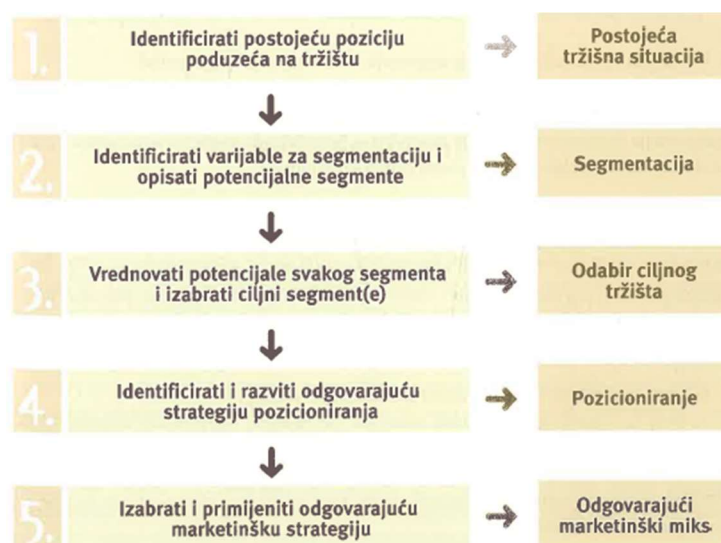 1.
Identificirati postojeću poziciju
poduzeća na tržištu
Postojeća
tržišna situacija
2.
Identificirati varijable za segmentaciju i
opisati potencijalne segmente
Segmentacija
3.
Vrednovati potencijale svakog segmenta
i izabrati ciljni segment(e)
Odabir ciljnog
tržišta
4.
Identificirati i razviti odgovarajuću
strategiju pozicioniranja
Pozicioniranje
5.
Izabrati i primijeniti odgovarajuću
marketinšku strategiju
Odgovarajući
marketinški miks